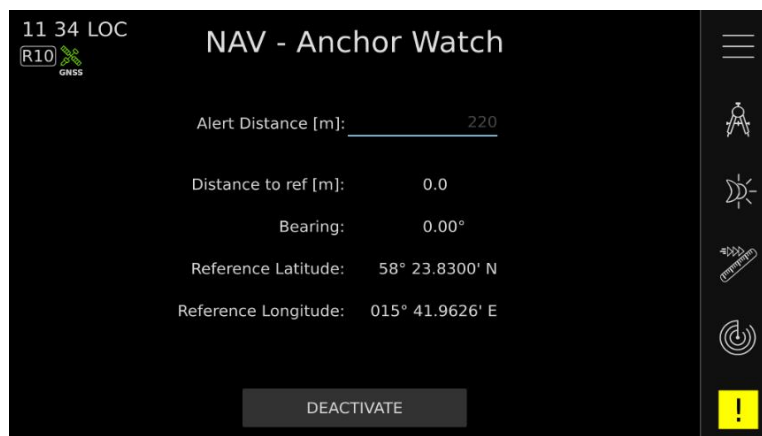 11 34 LOC
R10
GNSS
NAV - Anchor Watch
Alert Distance [m]: 220
Distance to ref [m]: 0.0
Bearing: 0.00°
Reference Latitude: 58° 23.8300' N
Reference Longitude: 015° 41.9626' E
DEACTIVATE
!